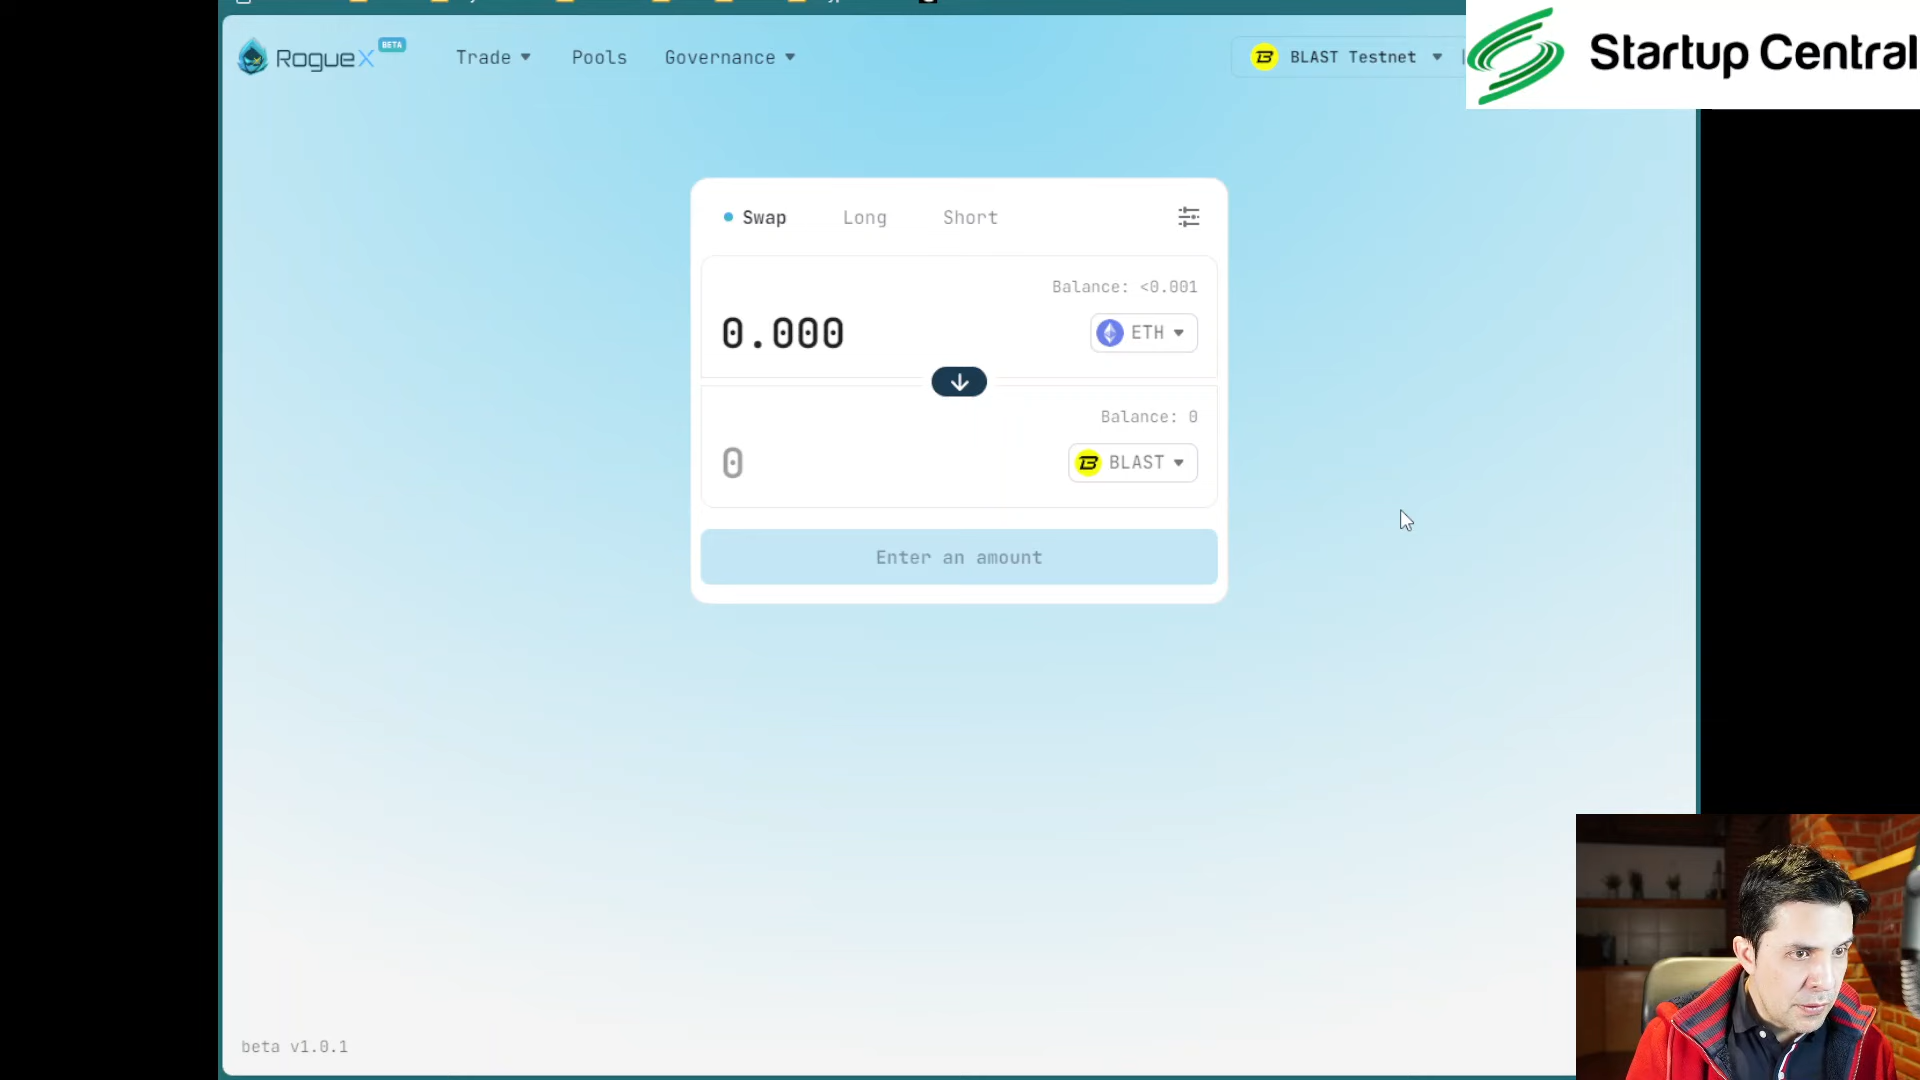 RogueX BETA Trade Pools Governance BLAST Testnet
Startup Central
Swap Long Short
Balance: <0.001
0.000 ETH
Balance: 0
0 BLAST
Enter an amount
beta v1.0.1